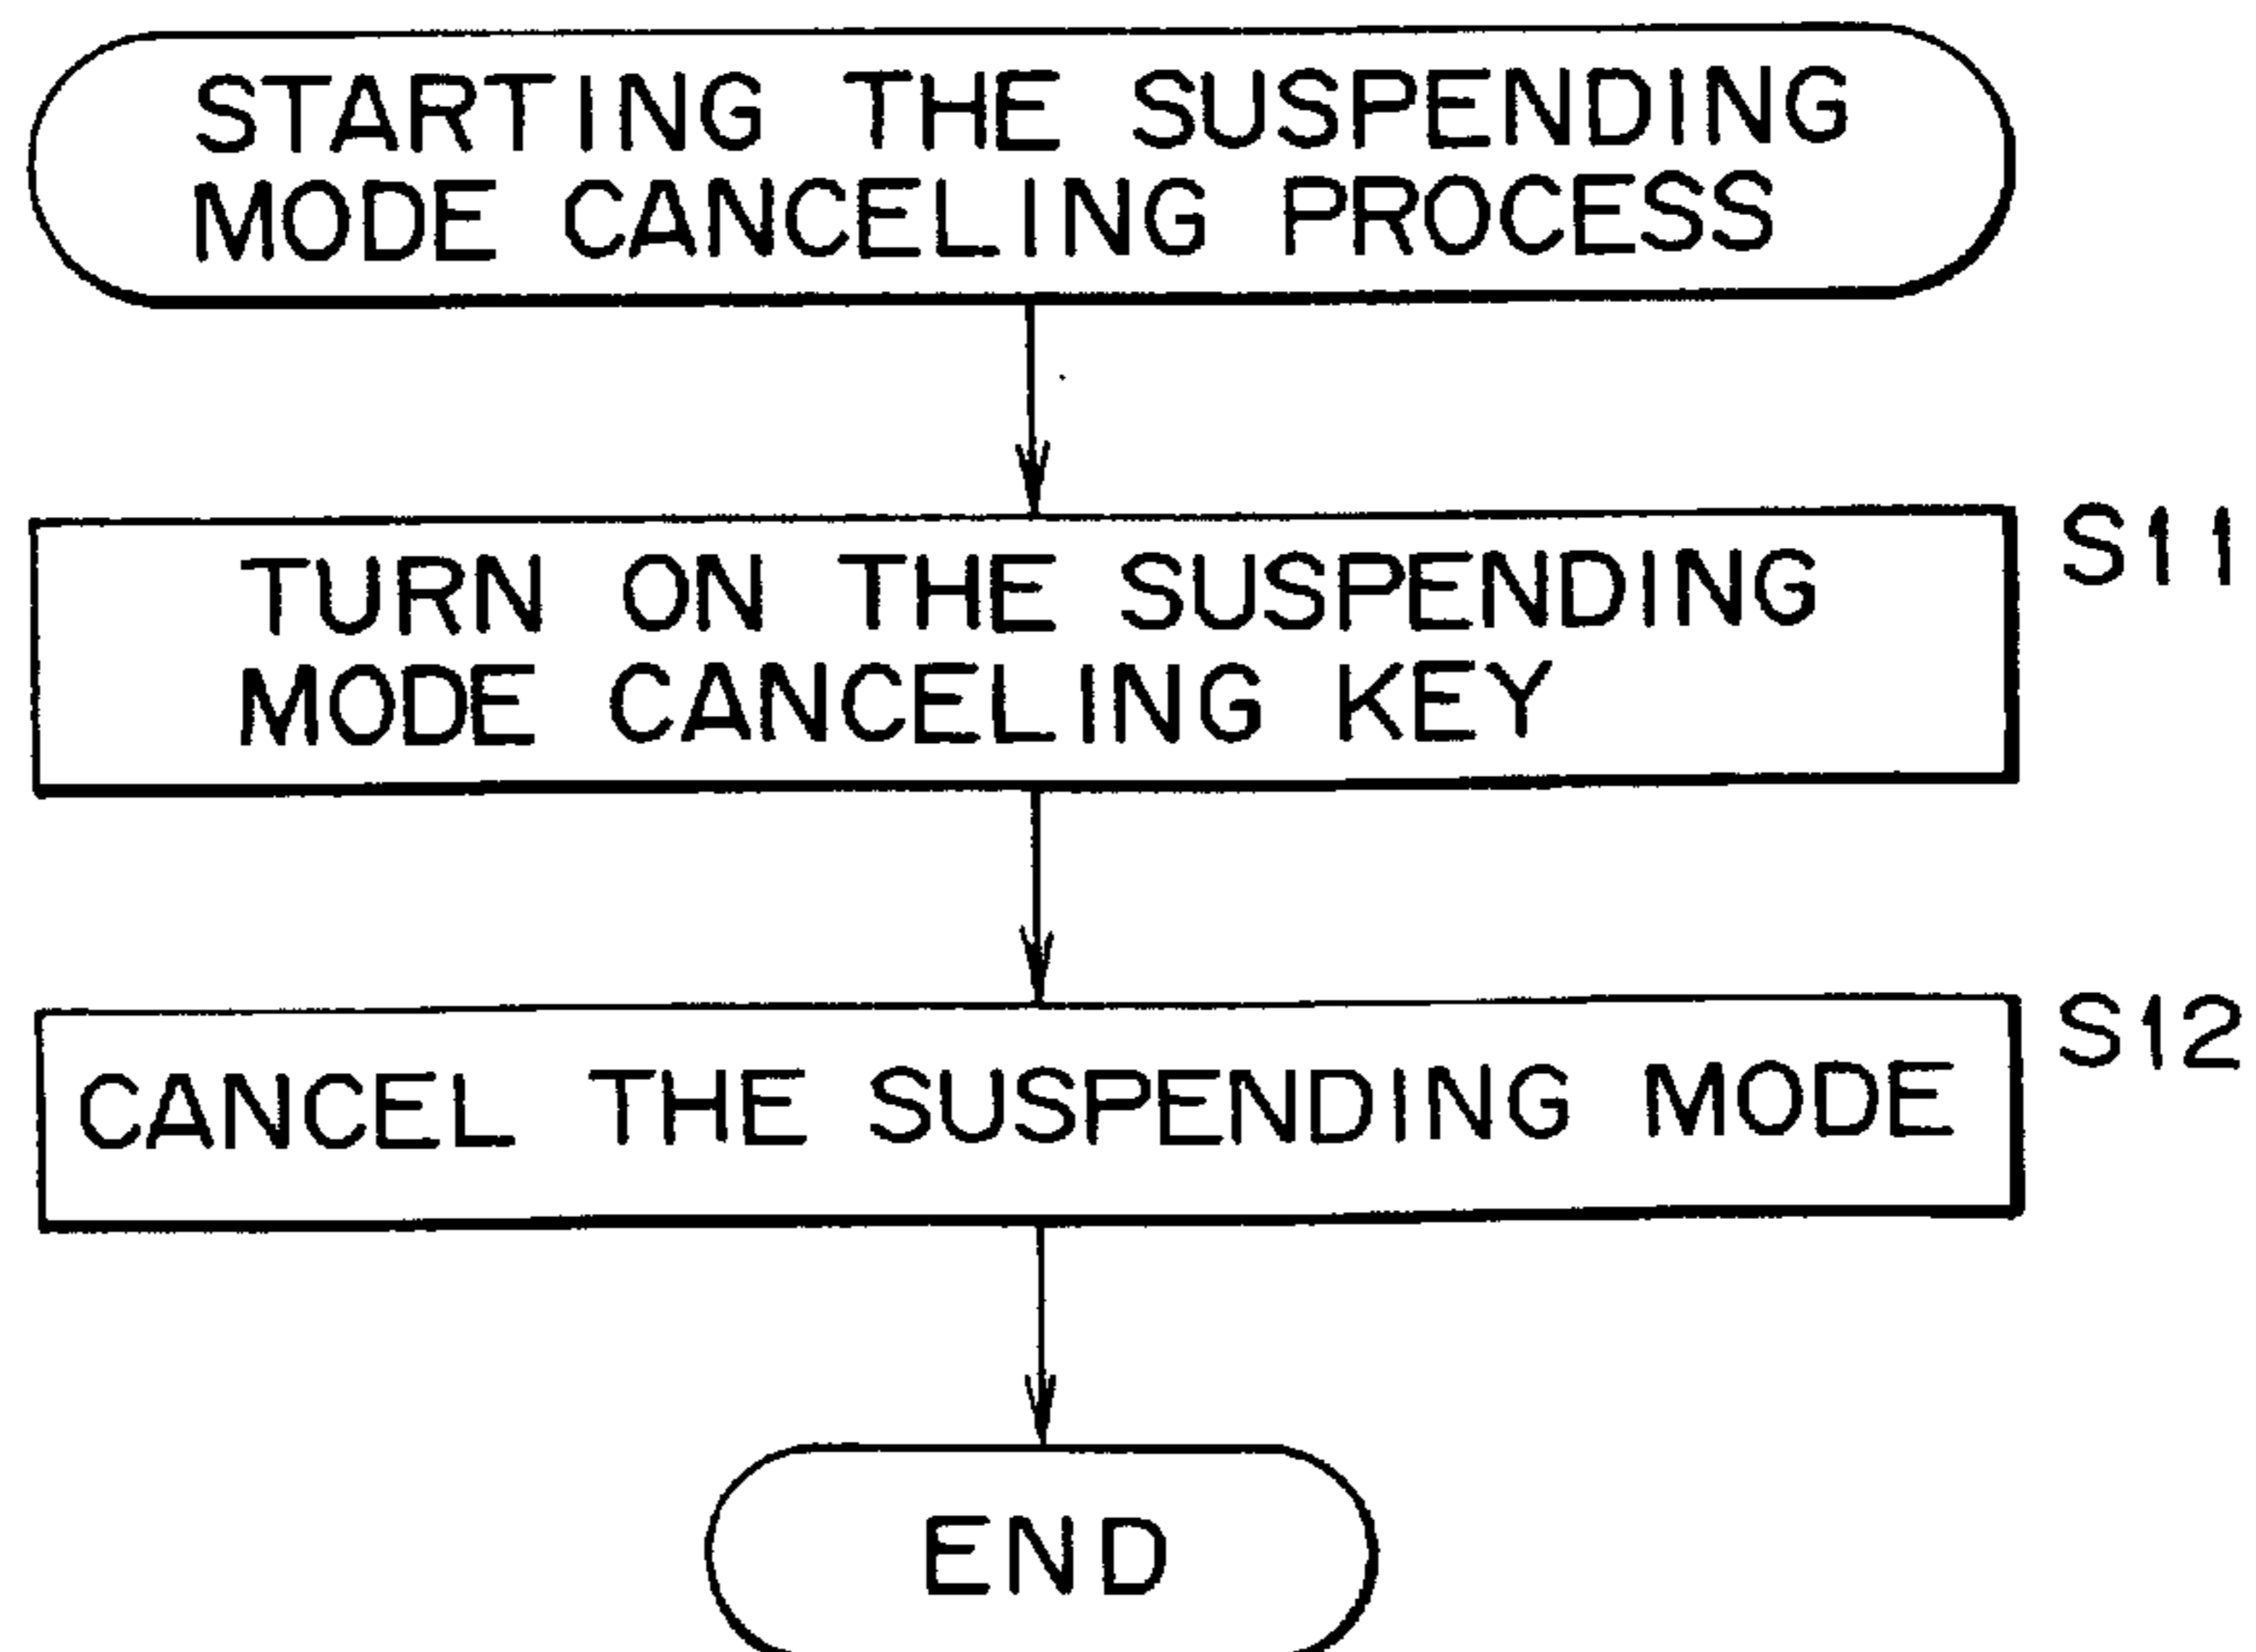 STARTING THE SUSPENDING
MODE CANCELING PROCESS
S11
TURN ON THE SUSPENDING
MODE CANCELING KEY
S12
CANCEL THE SUSPENDING MODE
END